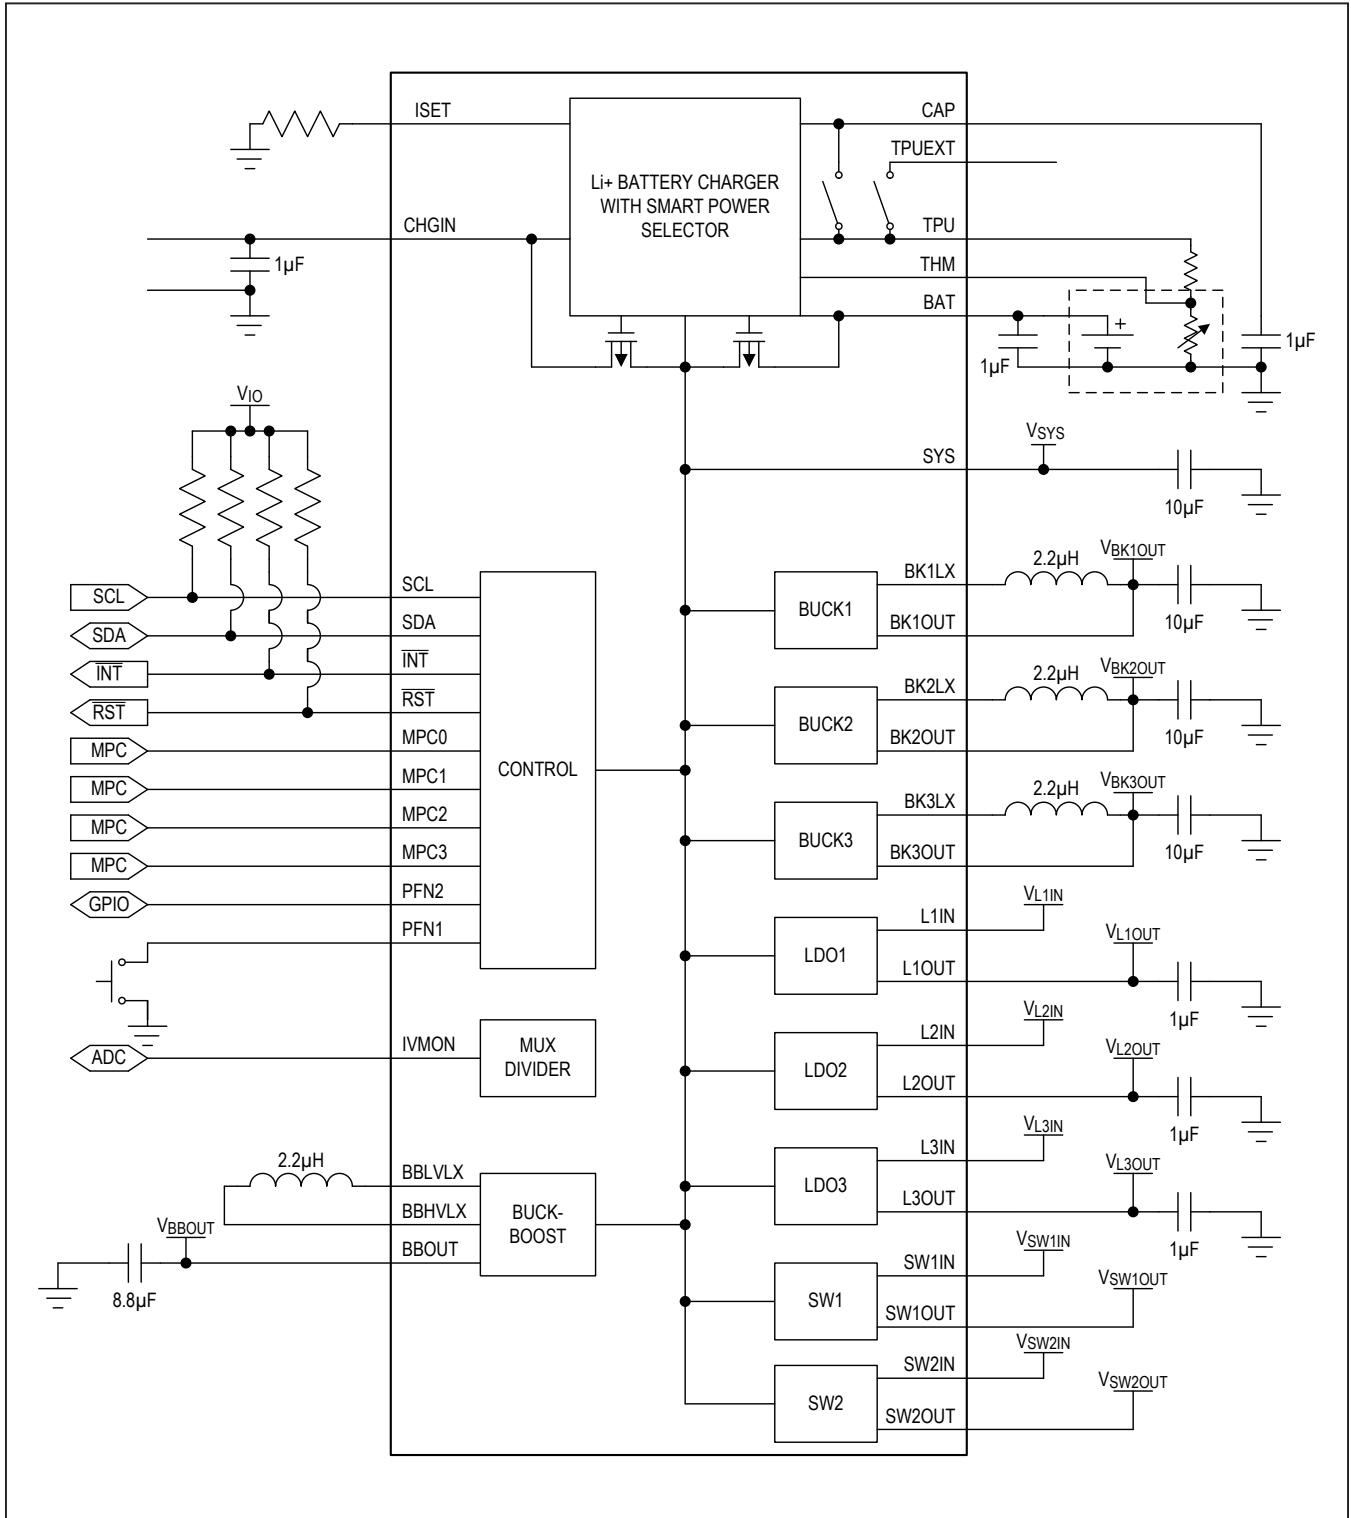 ISET
CAP
TPUEXT
Li+ BATTERY CHARGER
WITH SMART POWER
SELECTOR
CHGIN
TPU
1µF
THM
BAT
+
1µF
1µF
VIO
VSYS
SYS
10µF
SCL
SCL
SDA
SDA
INT
INT
RST
RST
MPC
MPC0
MPC
MPC1
MPC
MPC2
MPC
MPC3
GPIO
PFN2
PFN1
CONTROL
BUCK1
BK1LX
2.2µH
VBK1OUT
BK1OUT
10µF
BUCK2
BK2LX
2.2µH
VBK2OUT
BK2OUT
10µF
BUCK3
BK3LX
2.2µH
VBK3OUT
BK3OUT
10µF
LDO1
L1IN
VL1IN
L1OUT
VL1OUT
1µF
ADC
IVMON
MUX
DIVIDER
LDO2
L2IN
VL2IN
L2OUT
VL2OUT
1µF
LDO3
L3IN
VL3IN
L3OUT
VL3OUT
1µF
2.2µH
BBLVLX
BBHVLX
BBOUT
VBBOUT
8.8µF
BUCK-
BOOST
SW1
SW1IN
VSW1IN
SW1OUT
VSW1OUT
SW2
SW2IN
VSW2IN
SW2OUT
VSW2OUT